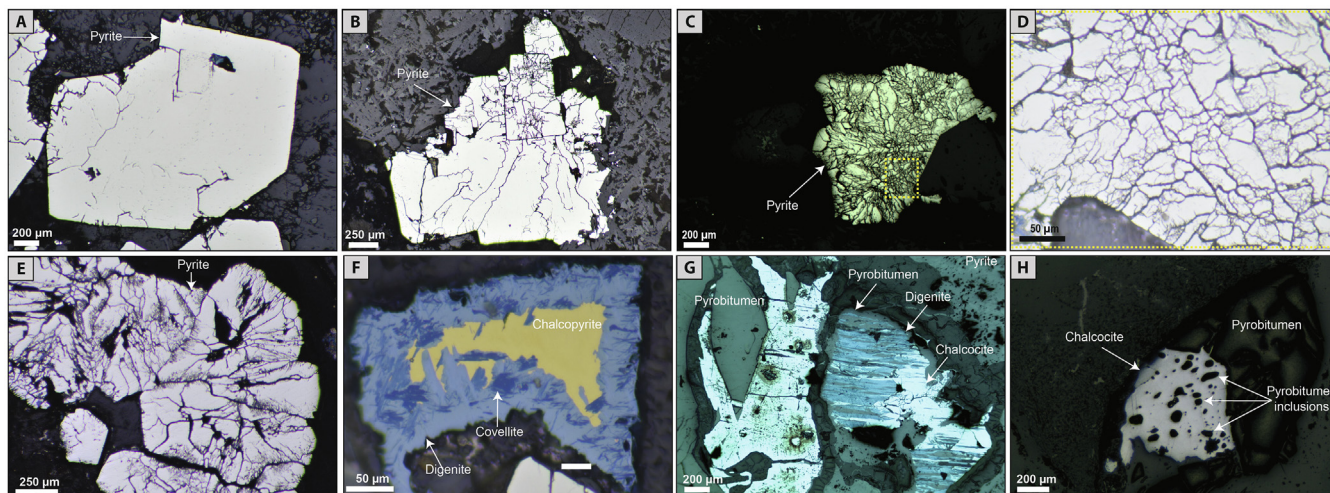 A
Pyrite
200 µm
B
Pyrite
250 µm
C
Pyrite
200 µm
D
50 µm
E
Pyrite
250 µm
F
Chalcopyrite
Covellite
Digenite
50 µm
G
Pyrite
Pyrobitumen
Pyrobitumen
Digenite
Chalcocite
200 µm
H
Chalcocite
Pyrobitumen
Pyrobitumen
inclusions
200 µm